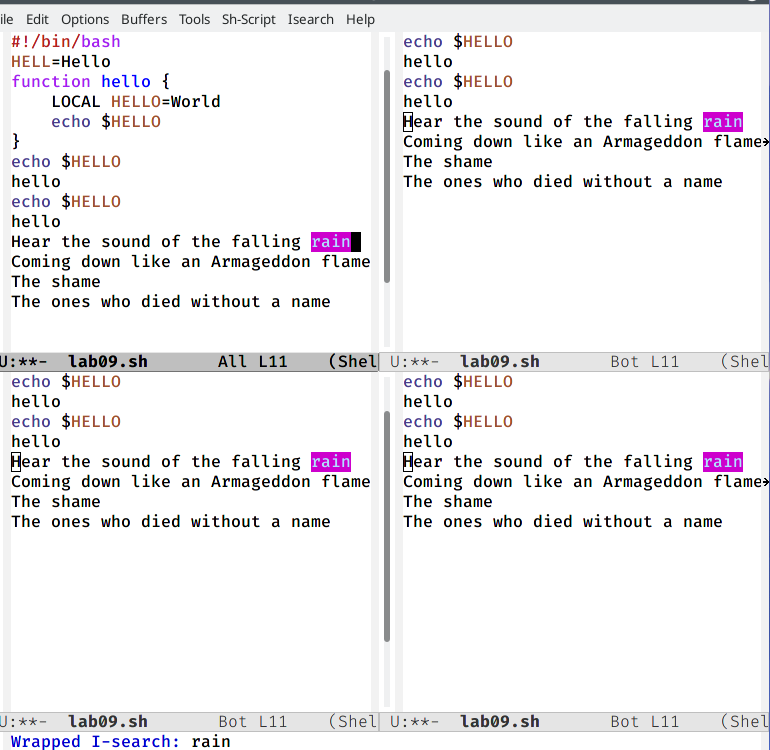 ile Edit Options Buffers Tools Sh-Script Isearch Help
#!/bin/bash
HELL=Hello
function hello {
    LOCAL HELLO=World
    echo $HELLO
}
echo $HELLO
hello
echo $HELLO
hello
Hear the sound of the falling rain
Coming down like an Armageddon flame
The shame
The ones who died without a name
U:**-  lab09.sh       All L11    (Shel
echo $HELLO
hello
echo $HELLO
hello
Hear the sound of the falling rain
Coming down like an Armageddon flame
The shame
The ones who died without a name
U:**-  lab09.sh       Bot L11    (Shel
echo $HELLO
hello
echo $HELLO
hello
Hear the sound of the falling rain
Coming down like an Armageddon flame
The shame
The ones who died without a name
U:**-  lab09.sh       Bot L11    (Shel
echo $HELLO
hello
echo $HELLO
hello
Hear the sound of the falling rain
Coming down like an Armageddon flame
The shame
The ones who died without a name
U:**-  lab09.sh       Bot L11    (Shel
Wrapped I-search: rain